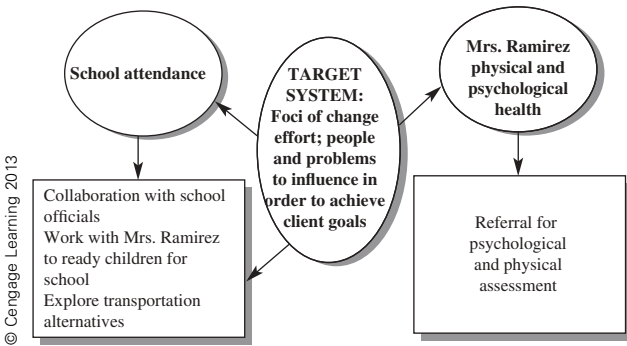 School attendance
TARGET
SYSTEM:
Foci of change
effort; people
and problems
to influence in
order to achieve
client goals
Mrs. Ramirez
physical and
psychological
health
Collaboration with school
officials
Work with Mrs. Ramirez
to ready children for
school
Explore transportation
alternatives
Referral for
psychological
and physical
assessment
© Cengage Learning 2013